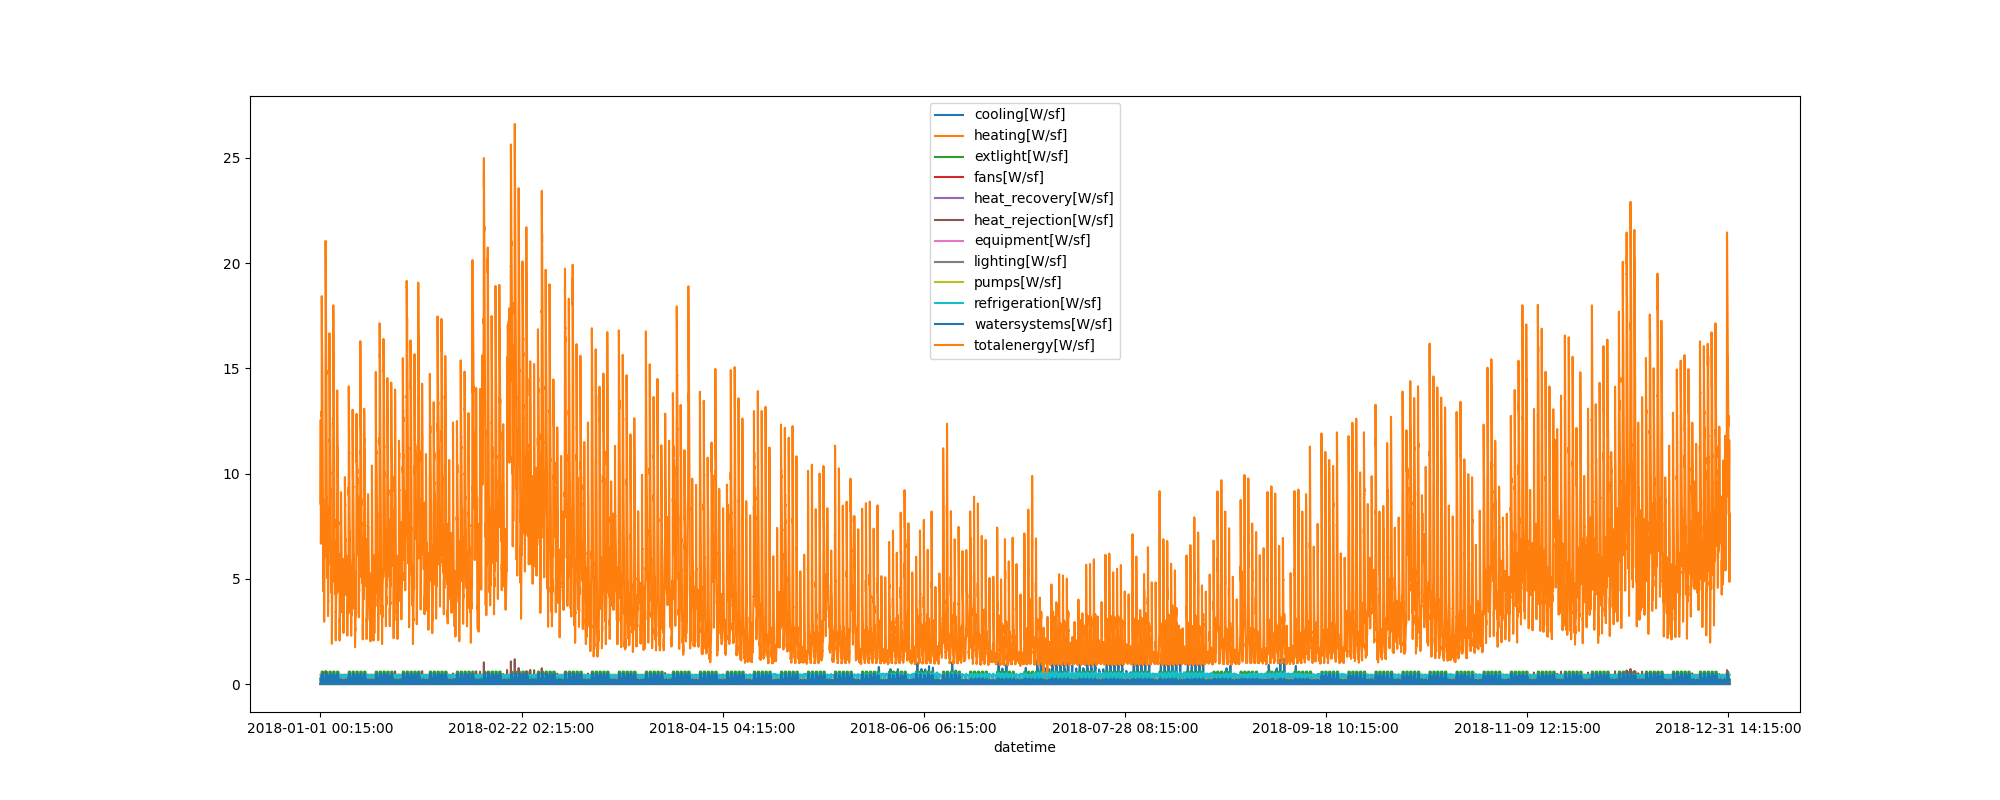 cooling[W/sf]
heating[W/sf]
extlight[W/sf]
fans[W/sf]
heat_recovery[W/sf]
heat_rejection[W/sf]
equipment[W/sf]
lighting[W/sf]
pumps[W/sf]
refrigeration[W/sf]
watersystems[W/sf]
totalenergy[W/sf]
25
20
15
10
5
0
2018-01-01 00:15:00 2018-02-22 02:15:00 2018-04-15 04:15:00 2018-06-06 06:15:00 2018-07-28 08:15:00 2018-09-18 10:15:00 2018-11-09 12:15:00 2018-12-31 14:15:00
datetime